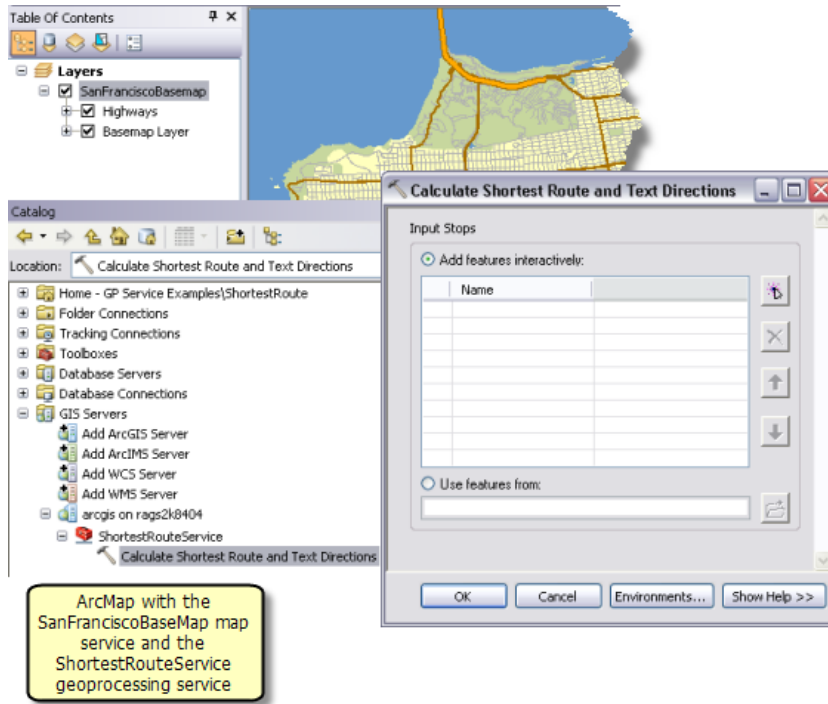 Table Of Contents
Layers
SanFranciscoBasemap
Highways
Basemap Layer
Catalog
Location: Calculate Shortest Route and Text Directions
Home - GP Service Examples\ShortestRoute
Folder Connections
Tracking Connections
Toolboxes
Database Servers
Database Connections
GIS Servers
Add ArcGIS Server
Add ArcIMS Server
Add WCS Server
Add WMS Server
arcgis on rags2k8404
ShortestRouteService
Calculate Shortest Route and Text Directions
Calculate Shortest Route and Text Directions
Input Stops
Add features interactively:
Name
Use features from:
OK Cancel Environments... Show Help >>
ArcMap with the
SanFranciscoBaseMap map
service and the
ShortestRouteService
geoprocessing service